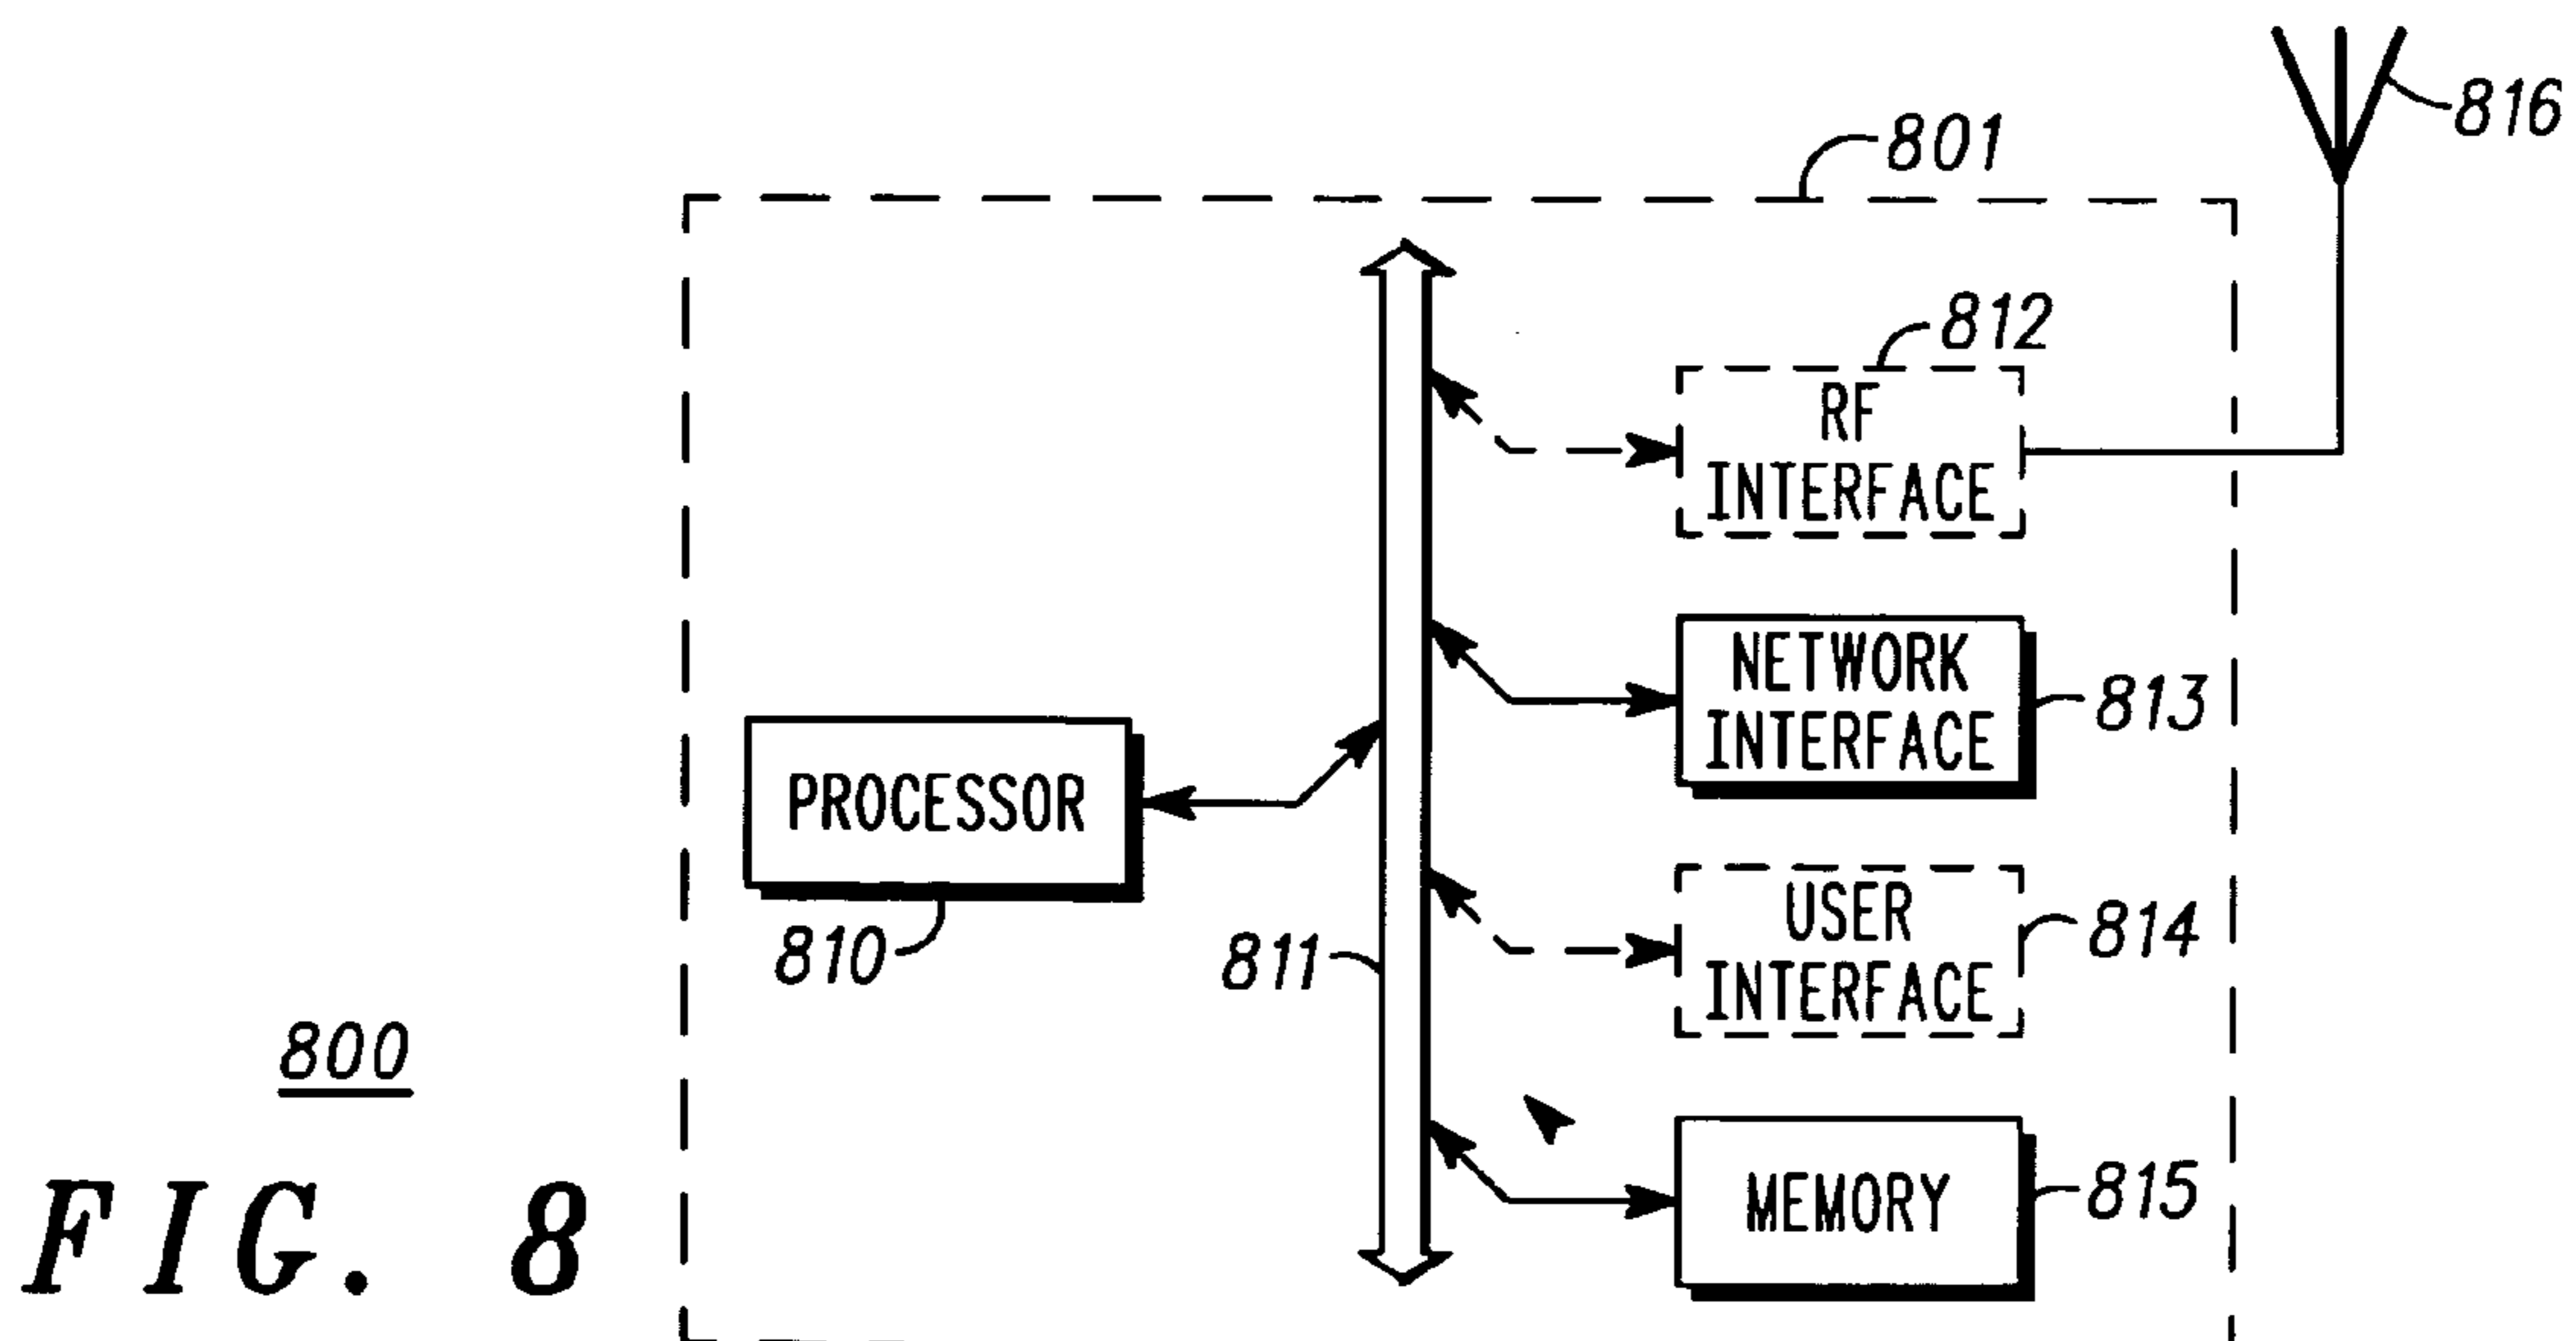 816
801
812
RF
INTERFACE
NETWORK
INTERFACE
813
PROCESSOR
810
811
USER
INTERFACE
814
800
MEMORY
815
FIG. 8